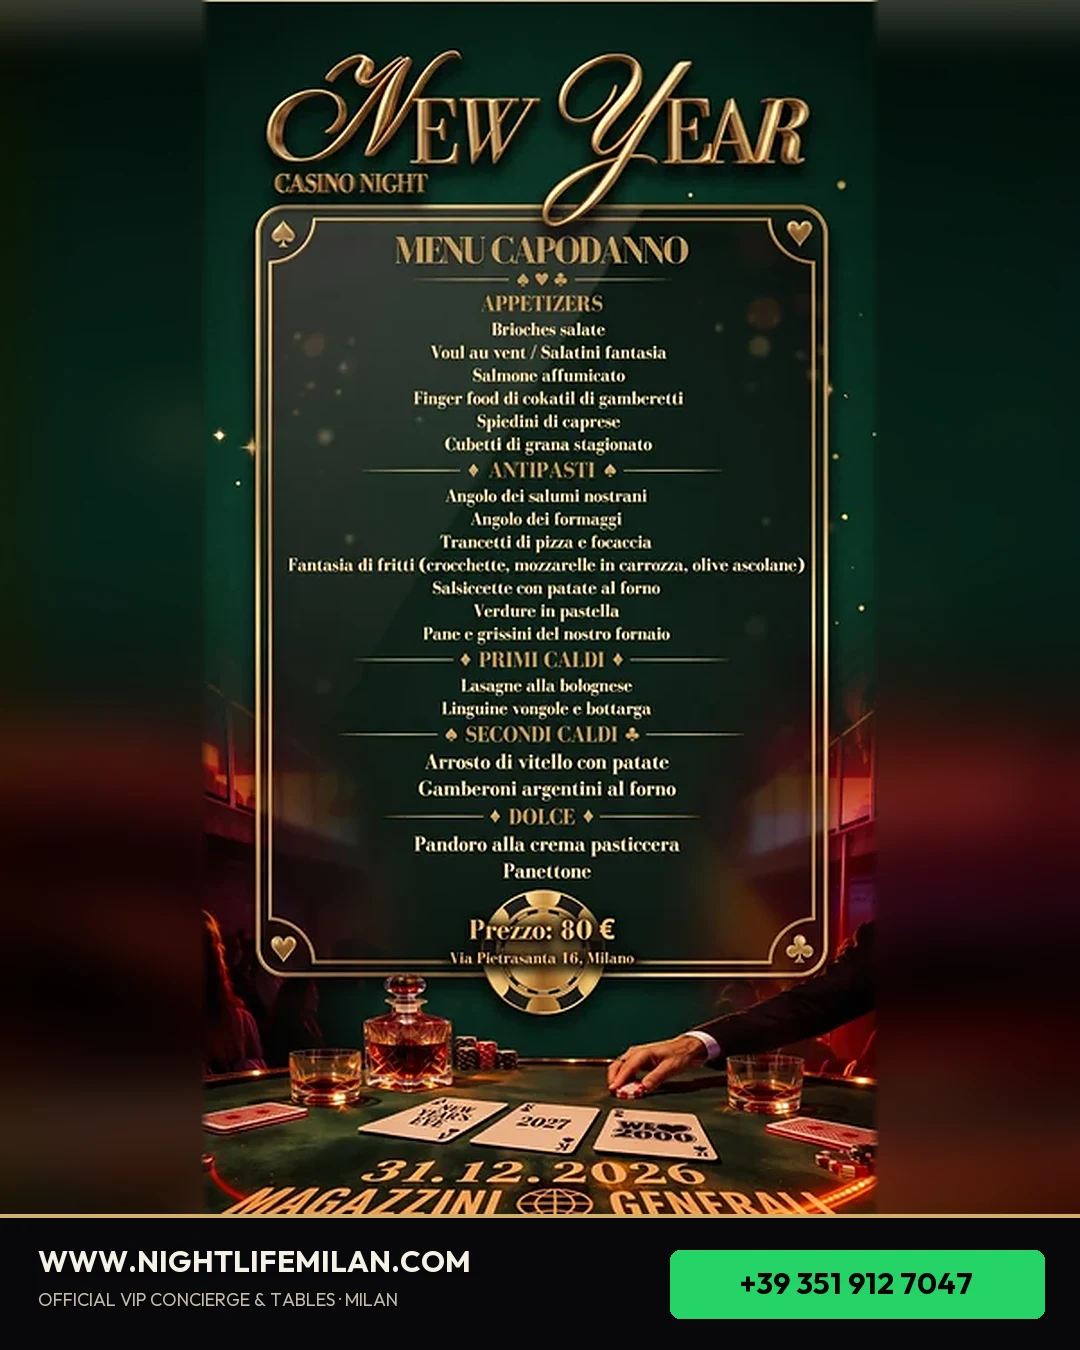 NEW YEAR
CASINO NIGHT
MENU CAPODANNO
APPETIZERS
Brioches salate
Voul au vent / Salatini fantasia
Salmone affumicato
Finger food di cokatil di gamberetti
Spiedini di caprese
Cubetti di grana stagionato
ANTIPASTI
Angolo dei salumi nostrani
Angolo dei formaggi
Trancetti di pizza e focaccia
Fantasia di fritti (crocchette, mozzarelle in carrozza, olive ascolane)
Salsiccette con patate al forno
Verdure in pastella
Pane e grissini del nostro fornaio
PRIMI CALDI
Lasagne alla bolognese
Linguine vongole e bottarga
SECONDI CALDI
Arrosto di vitello con patate
Gamberoni argentini al forno
DOLCE
Pandoro alla crema pasticcera
Panettone
Prezzo: 80 €
Via Pietrasanta 16, Milano
NEW
YEARS
EVE
2027
WE
2000
31.12.2026
MAGAZZINI GENERALI
WWW.NIGHTLIFEMILAN.COM
OFFICIAL VIP CONCIERGE & TABLES · MILAN
+39 351 912 7047